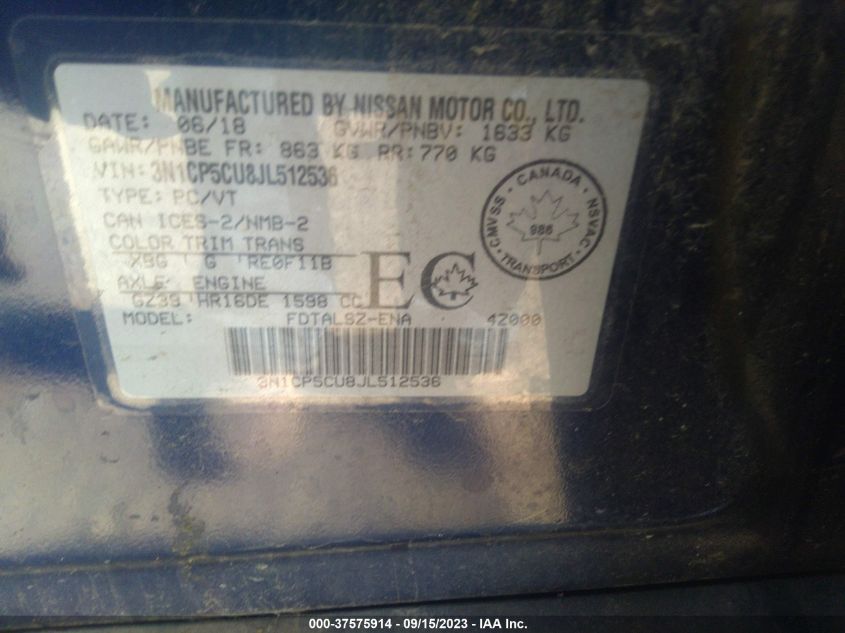 MANUFACTURED BY NISSAN MOTOR CO., LTD.
DATE: 06/18 GVWR/PNBV: 1633 KG
GAWR/PNBE FR: 863 KG RR: 770 KG
VIN: 3N1CP5CU8JL512536
TYPE: PC/VT
CAN ICES-2/NMB-2
COLOR TRIM TRANS
XBG G RE0F11B
AXLE ENGINE
GZ39 HR16DE 1598 CC
EC
MODEL: FDTALSZ-ENA 42000
3N1CP5CU8JL512536
CMVSS · CANADA · NSVAC · TRANSPORT ·
986
000-37575914 - 09/15/2023 - IAA Inc.